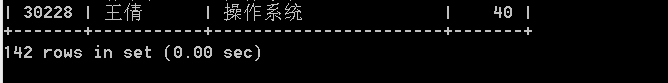 | 30228 | 王倩 | 操作系统 | 40 |
+-------+-----------+----------------------+-------+
142 rows in set (0.00 sec)